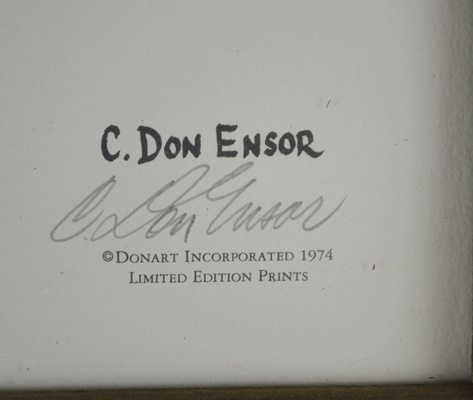 C. DON ENSOR
C. Don Ensor
©DONART INCORPORATED 1974
LIMITED EDITION PRINTS